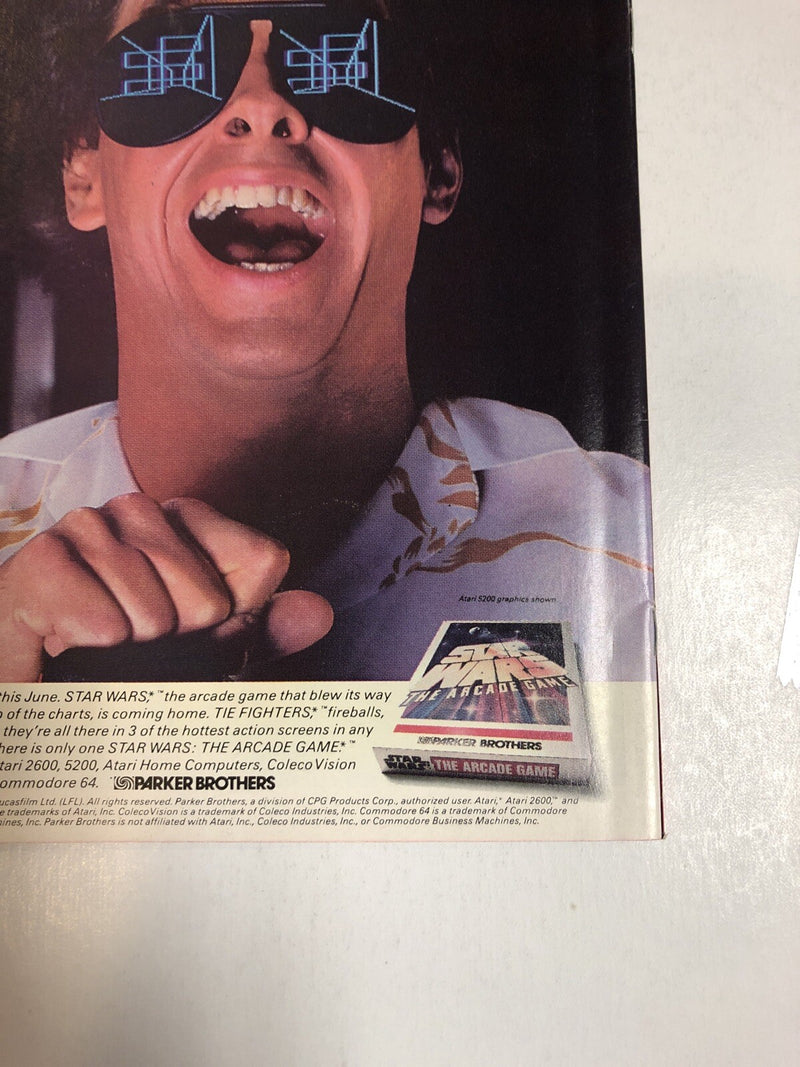 Atari 5200 graphics shown
STAR
WARS
THE ARCADE GAME
PARKER BROTHERS
STAR
WARS THE ARCADE GAME
this June. STAR WARS,*™ the arcade game that blew its way
of the charts, is coming home. TIE FIGHTERS,*™ fireballs,
they're all there in 3 of the hottest action screens in any
here is only one STAR WARS: THE ARCADE GAME.*™
tari 2600, 5200, Atari Home Computers, ColecoVision
ommodore 64. PARKER BROTHERS
ucasfilm Ltd. (LFL). All rights reserved. Parker Brothers, a division of CPG Products Corp., authorized user. Atari,® Atari 2600,™ and
e trademarks of Atari, Inc. ColecoVision is a trademark of Coleco Industries, Inc. Commodore 64 is a trademark of Commodore
ines, Inc. Parker Brothers is not affiliated with Atari, Inc., Coleco Industries, Inc., or Commodore Business Machines, Inc.